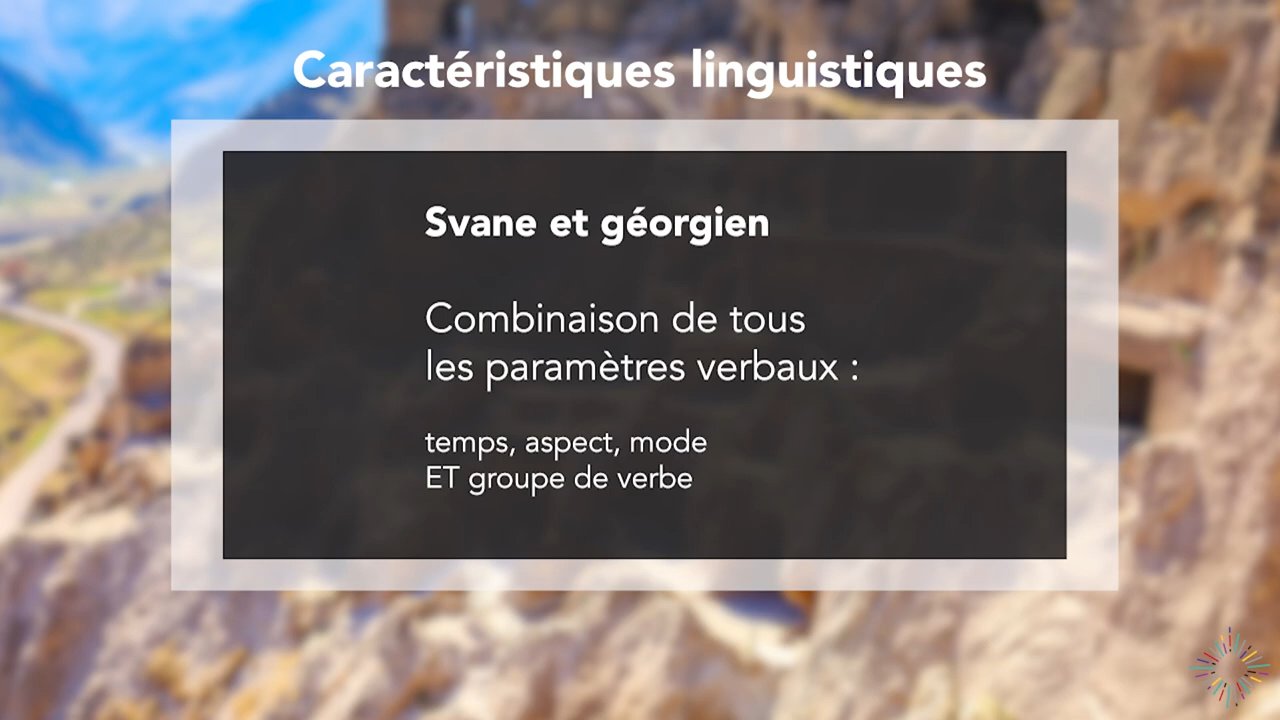 Caractéristiques linguistiques
Svane et géorgien
Combinaison de tous
les paramètres verbaux :
temps, aspect, mode
ET groupe de verbe